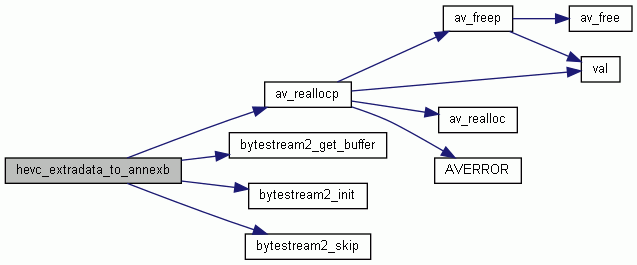 av_freep
av_free
val
av_reallocp
av_realloc
bytestream2_get_buffer
AVERROR
hevc_extradata_to_annexb
bytestream2_init
bytestream2_skip